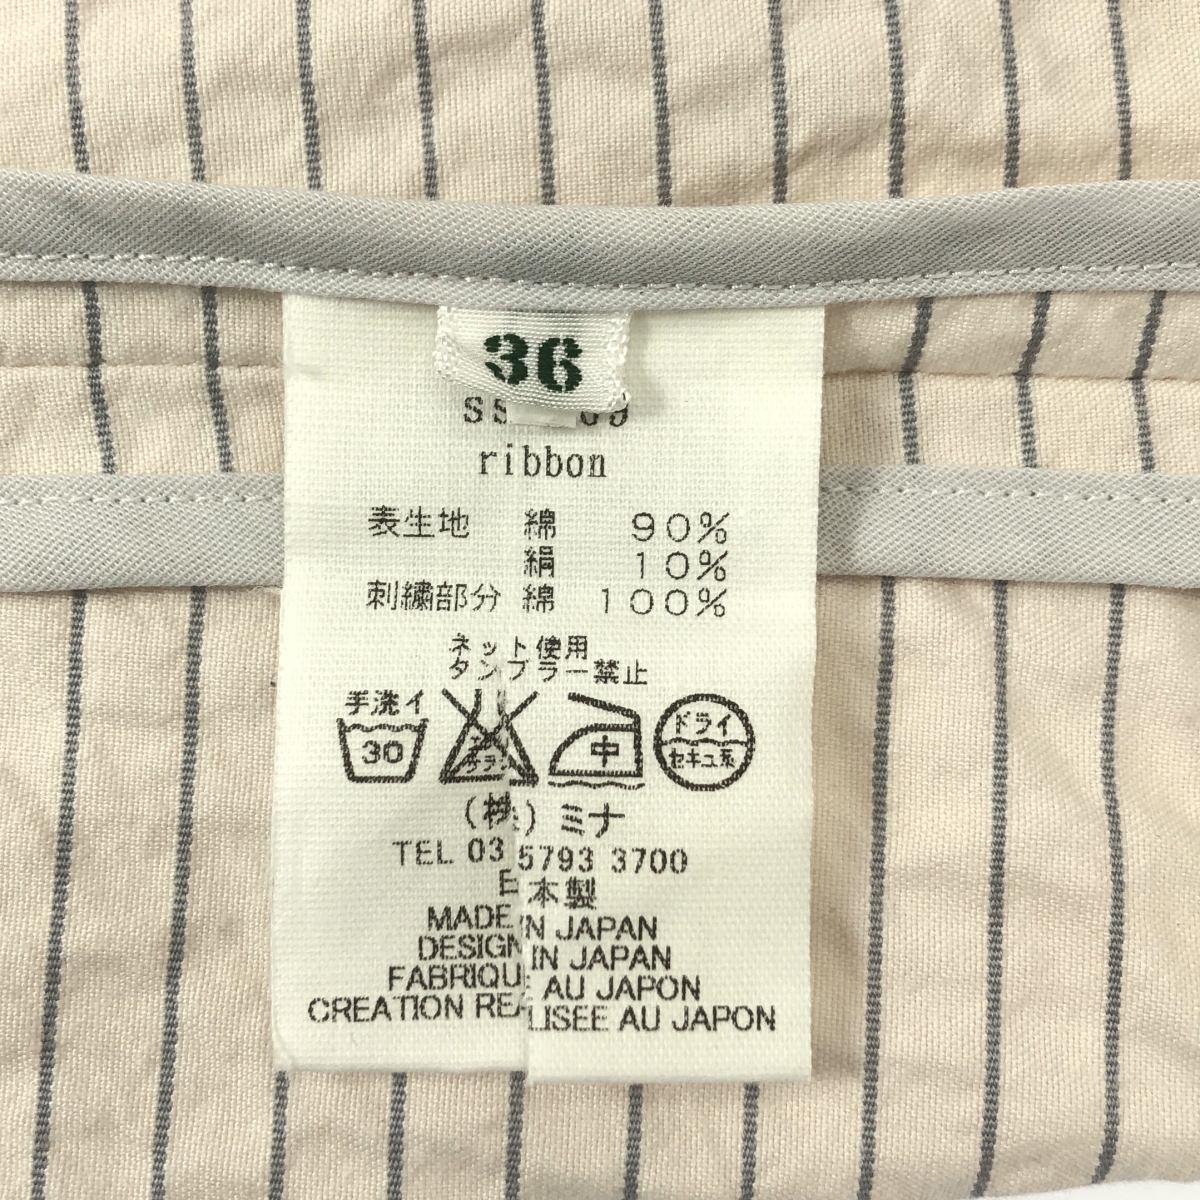 36
ribbon
表生地 綿 90%
絹 10%
刺繍部分 綿 100%
ネット使用
タンブラー禁止
手洗イ
30
中
ドライ
セキユ系
(株) ミナ
TEL 03 5793 3700
日本製
MADE IN JAPAN
DESIGN IN JAPAN
FABRIQUE AU JAPON
CREATION REALISEE AU JAPON